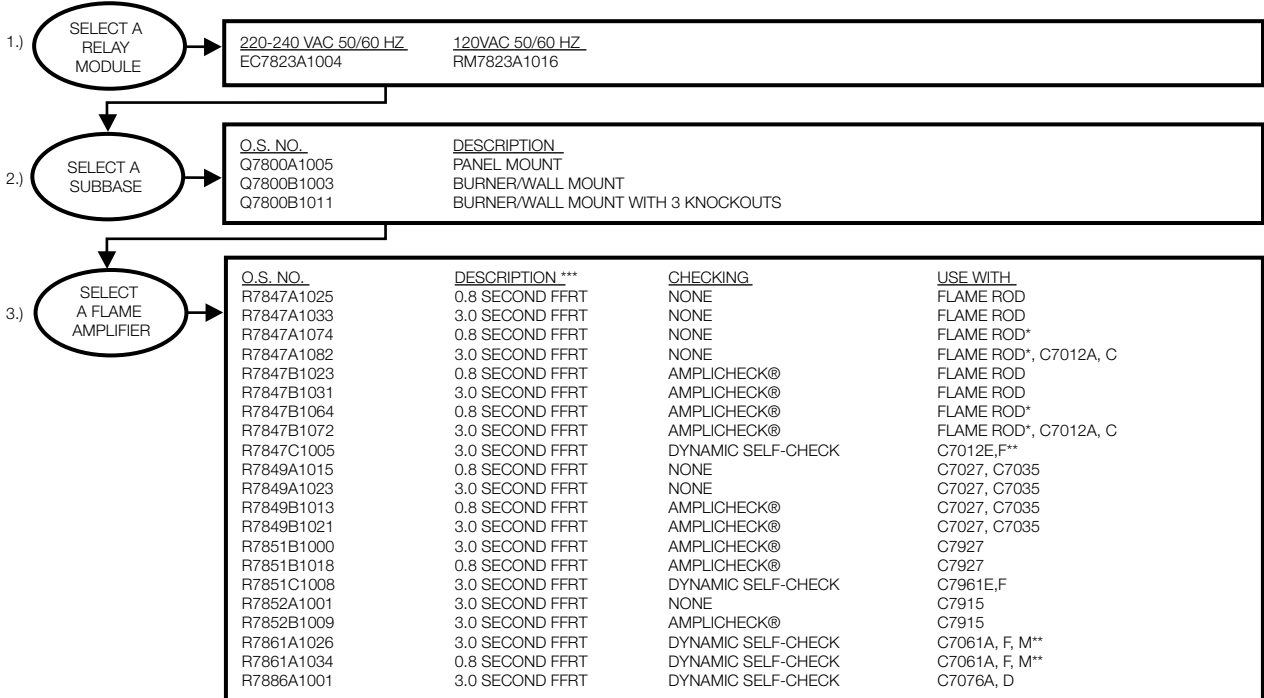 1.) SELECT A
RELAY
MODULE
220-240 VAC 50/60 HZ 120VAC 50/60 HZ
EC7823A1004 RM7823A1016
2.) SELECT A
SUBBASE
O.S. NO. DESCRIPTION
Q7800A1005 PANEL MOUNT
Q7800B1003 BURNER/WALL MOUNT
Q7800B1011 BURNER/WALL MOUNT WITH 3 KNOCKOUTS
3.) SELECT
A FLAME
AMPLIFIER
O.S. NO. DESCRIPTION *** CHECKING USE WITH
R7847A1025 0.8 SECOND FFRT NONE FLAME ROD
R7847A1033 3.0 SECOND FFRT NONE FLAME ROD
R7847A1074 0.8 SECOND FFRT NONE FLAME ROD*
R7847A1082 3.0 SECOND FFRT NONE FLAME ROD*, C7012A, C
R7847B1023 0.8 SECOND FFRT AMPLICHECK® FLAME ROD
R7847B1031 3.0 SECOND FFRT AMPLICHECK® FLAME ROD
R7847B1064 0.8 SECOND FFRT AMPLICHECK® FLAME ROD*
R7847B1072 3.0 SECOND FFRT AMPLICHECK® FLAME ROD*, C7012A, C
R7847C1005 3.0 SECOND FFRT DYNAMIC SELF-CHECK C7012E,F**
R7849A1015 0.8 SECOND FFRT NONE C7027, C7035
R7849A1023 3.0 SECOND FFRT NONE C7027, C7035
R7849B1013 0.8 SECOND FFRT AMPLICHECK® C7027, C7035
R7849B1021 3.0 SECOND FFRT AMPLICHECK® C7027, C7035
R7851B1000 3.0 SECOND FFRT AMPLICHECK® C7927
R7851B1018 0.8 SECOND FFRT AMPLICHECK® C7927
R7851C1008 3.0 SECOND FFRT DYNAMIC SELF-CHECK C7961E,F
R7852A1001 3.0 SECOND FFRT NONE C7915
R7852B1009 3.0 SECOND FFRT AMPLICHECK® C7915
R7861A1026 3.0 SECOND FFRT DYNAMIC SELF-CHECK C7061A, F, M**
R7861A1034 0.8 SECOND FFRT DYNAMIC SELF-CHECK C7061A, F, M**
R7886A1001 3.0 SECOND FFRT DYNAMIC SELF-CHECK C7076A, D